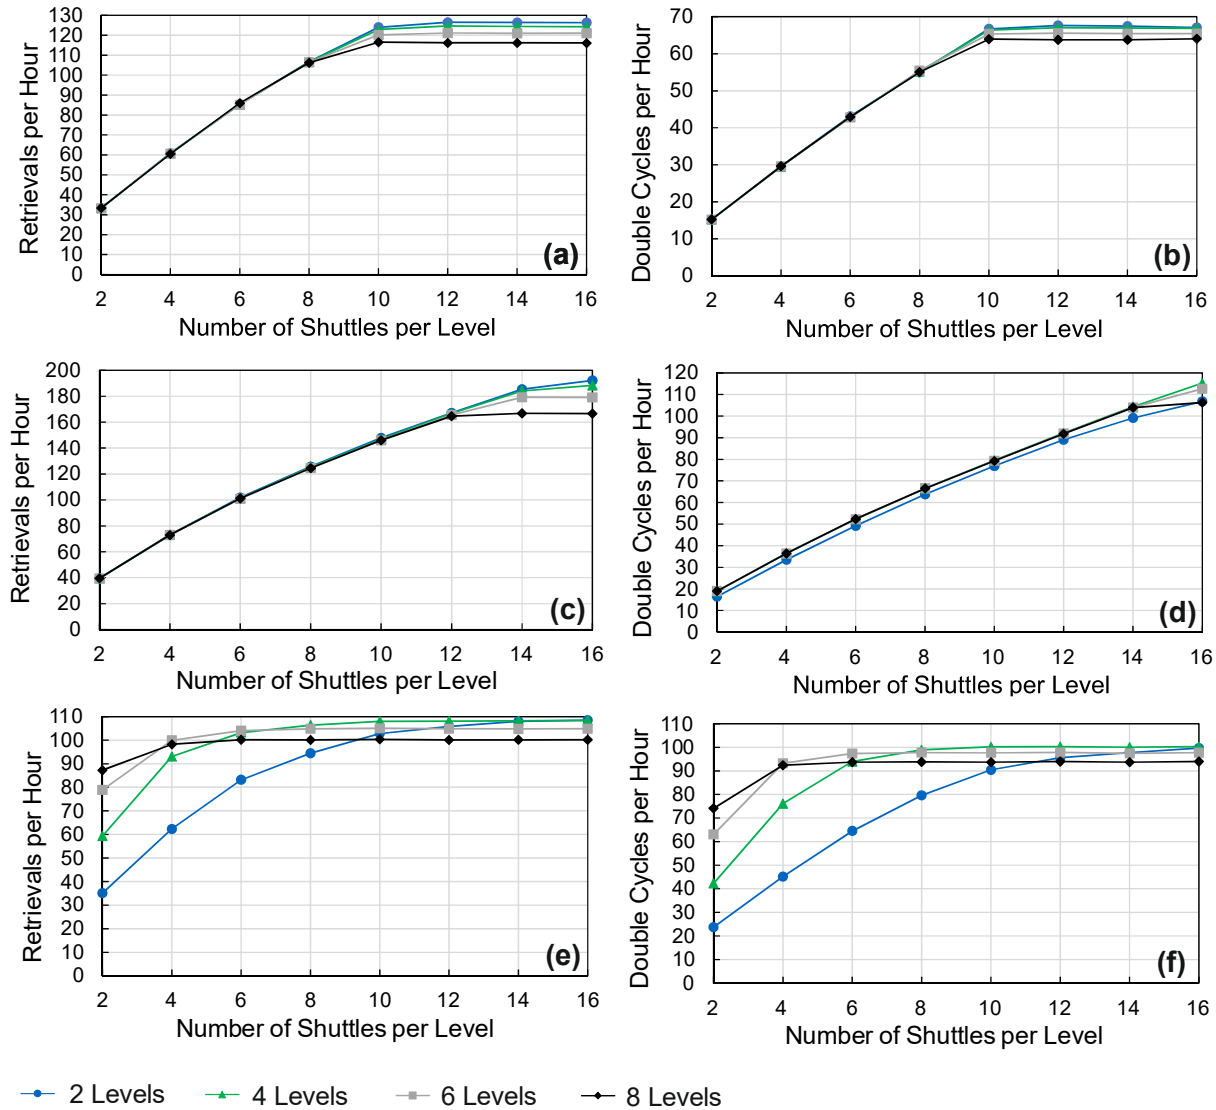 130
120
110
100
90
80
70
60
50
40
30
20
10
0
Retrievals per Hour
(a)
2 4 6 8 10 12 14 16
Number of Shuttles per Level
70
60
50
40
30
20
10
0
Double Cycles per Hour
(b)
2 4 6 8 10 12 14 16
Number of Shuttles per Level
200
180
160
140
120
100
80
60
40
20
0
Retrievals per Hour
(c)
2 4 6 8 10 12 14 16
Number of Shuttles per Level
120
110
100
90
80
70
60
50
40
30
20
10
0
Double Cycles per Hour
(d)
2 4 6 8 10 12 14 16
Number of Shuttles per Level
110
100
90
80
70
60
50
40
30
20
10
0
Retrievals per Hour
(e)
2 4 6 8 10 12 14 16
Number of Shuttles per Level
110
100
90
80
70
60
50
40
30
20
10
0
Double Cycles per Hour
(f)
2 4 6 8 10 12 14 16
Number of Shuttles per Level
2 Levels 4 Levels 6 Levels 8 Levels